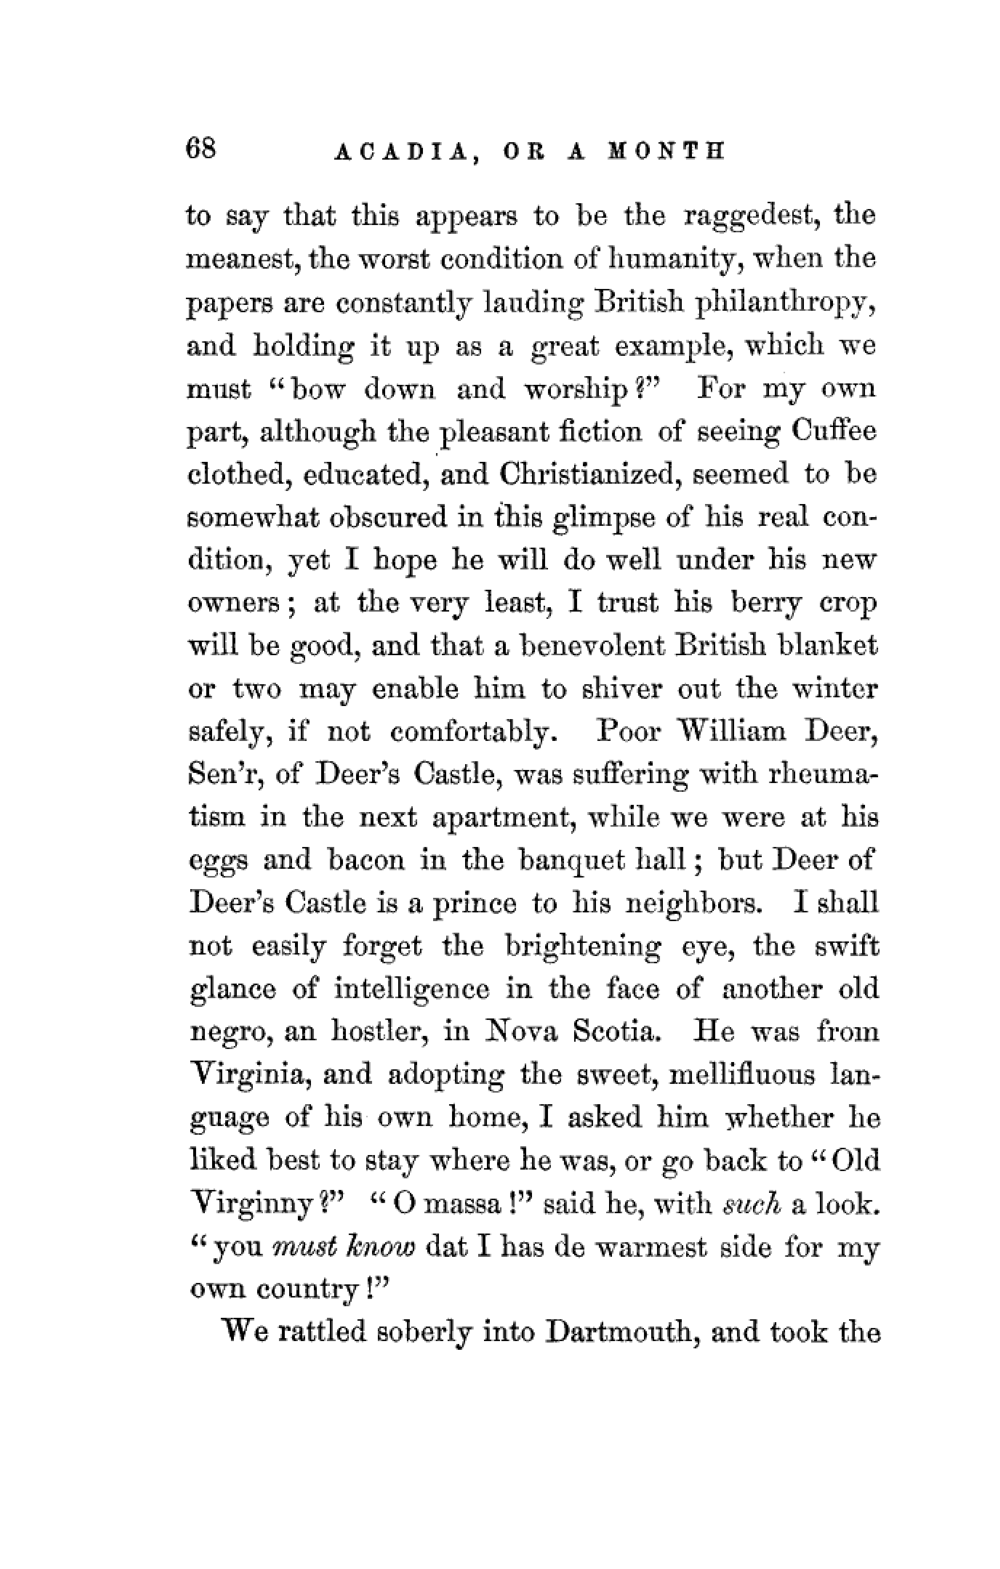 68 ACADIA, OR A MONTH
to say that this appears to be the raggedest, the
meanest, the worst condition of humanity, when the
papers are constantly lauding British philanthropy,
and holding it up as a great example, which we
must “bow down and worship?” For my own
part, although the pleasant fiction of seeing Cuffee
clothed, educated, and Christianized, seemed to be
somewhat obscured in this glimpse of his real con-
dition, yet I hope he will do well under his new
owners; at the very least, I trust his berry crop
will be good, and that a benevolent British blanket
or two may enable him to shiver out the winter
safely, if not comfortably. Poor William Deer,
Sen'r, of Deer's Castle, was suffering with rheuma-
tism in the next apartment, while we were at his
eggs and bacon in the banquet hall; but Deer of
Deer's Castle is a prince to his neighbors. I shall
not easily forget the brightening eye, the swift
glance of intelligence in the face of another old
negro, an hostler, in Nova Scotia. He was from
Virginia, and adopting the sweet, mellifluous lan-
guage of his own home, I asked him whether he
liked best to stay where he was, or go back to “Old
Virginny?” “O massa!” said he, with such a look.
“you must know dat I has de warmest side for my
own country!”
We rattled soberly into Dartmouth, and took the